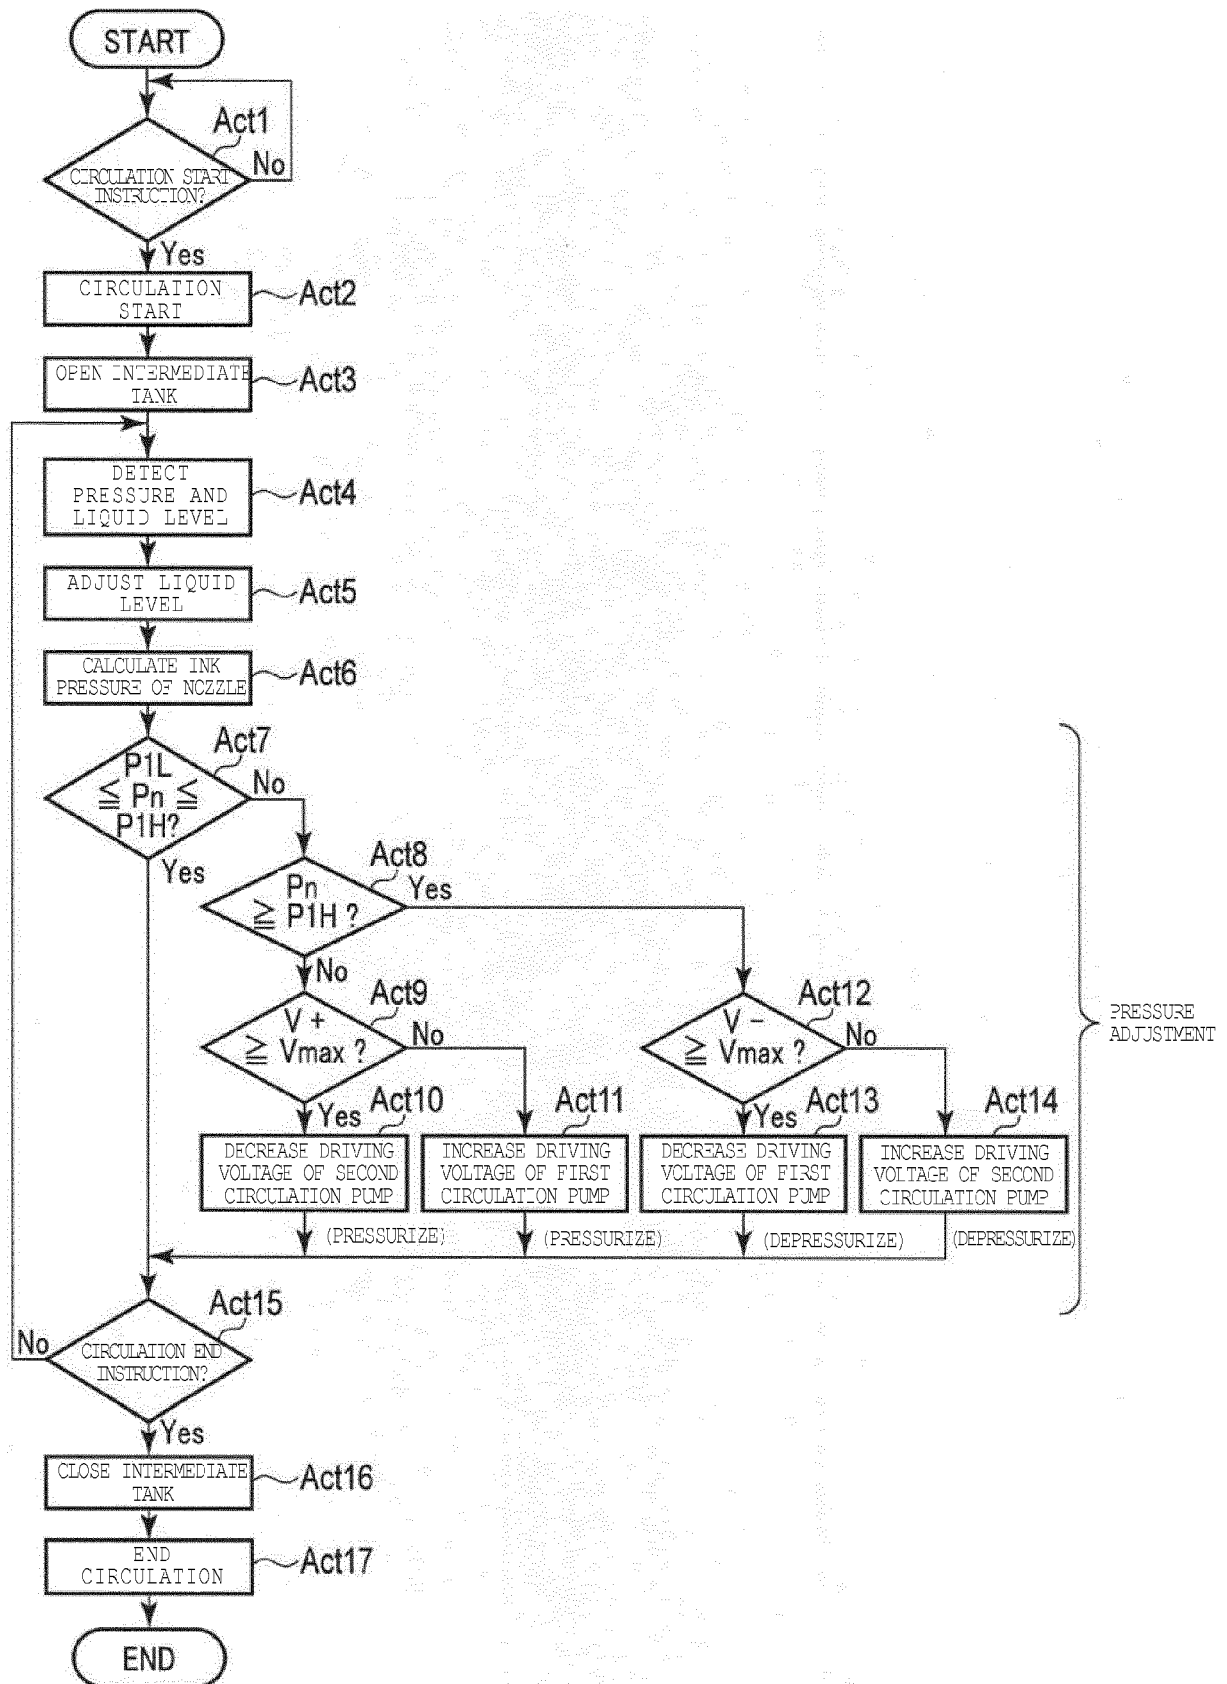 START
Act1
CIRCULATION START
INSTRUCTION?
No
Yes
CIRCULATION
START
Act2
OPEN INTERMEDIATE
TANK
Act3
DETECT
PRESSURE AND
LIQUID LEVEL
Act4
ADJUST LIQUID
LEVEL
Act5
CALCULATE INK
PRESSURE OF NOZZLE
Act6
Act7
P1L
≦ Pn ≦
P1H?
No
Yes
Act8
Pn
≧ P1H ?
Yes
No
Act9
V +
≧ Vmax ?
No
Yes
Act12
V −
≧ Vmax ?
No
Yes
PRESSURE
ADJUSTMENT
Act10
DECREASE DRIVING
VOLTAGE OF SECOND
CIRCULATION PUMP
(PRESSURIZE)
Act11
INCREASE DRIVING
VOLTAGE OF FIRST
CIRCULATION PUMP
(PRESSURIZE)
Act13
DECREASE DRIVING
VOLTAGE OF FIRST
CIRCULATION PUMP
(DEPRESSURIZE)
Act14
INCREASE DRIVING
VOLTAGE OF SECOND
CIRCULATION PUMP
(DEPRESSURIZE)
Act15
No
CIRCULATION END
INSTRUCTION?
Yes
CLOSE INTERMEDIATE
TANK
Act16
END
CIRCULATION
Act17
END